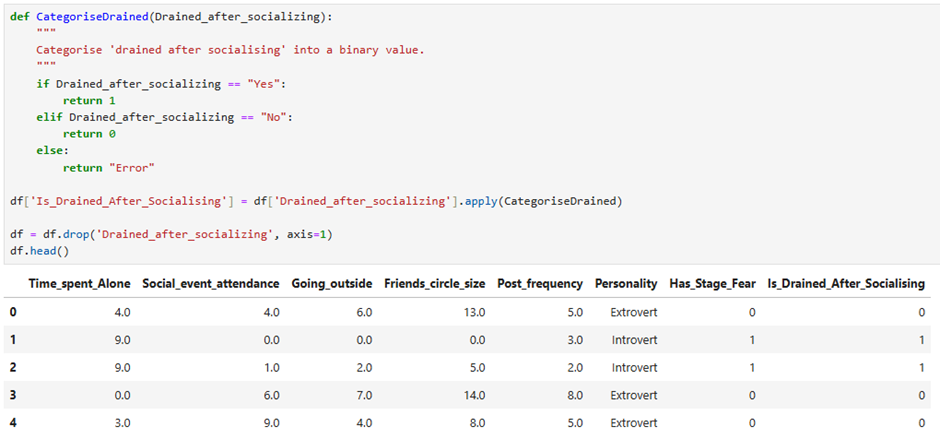 def CategoriseDrained(Drained_after_socializing):
    """
    Categorise 'drained after socialising' into a binary value.
    """
    if Drained_after_socializing == "Yes":
        return 1
    elif Drained_after_socializing == "No":
        return 0
    else:
        return "Error"
df['Is_Drained_After_Socialising'] = df['Drained_after_socializing'].apply(CategoriseDrained)
df = df.drop('Drained_after_socializing', axis=1)
df.head()
Time_spent_Alone Social_event_attendance Going_outside Friends_circle_size Post_frequency Personality Has_Stage_Fear Is_Drained_After_Socialising
0 4.0 4.0 6.0 13.0 5.0 Extrovert 0 0
1 9.0 0.0 0.0 0.0 3.0 Introvert 1 1
2 9.0 1.0 2.0 5.0 2.0 Introvert 1 1
3 0.0 6.0 7.0 14.0 8.0 Extrovert 0 0
4 3.0 9.0 4.0 8.0 5.0 Extrovert 0 0